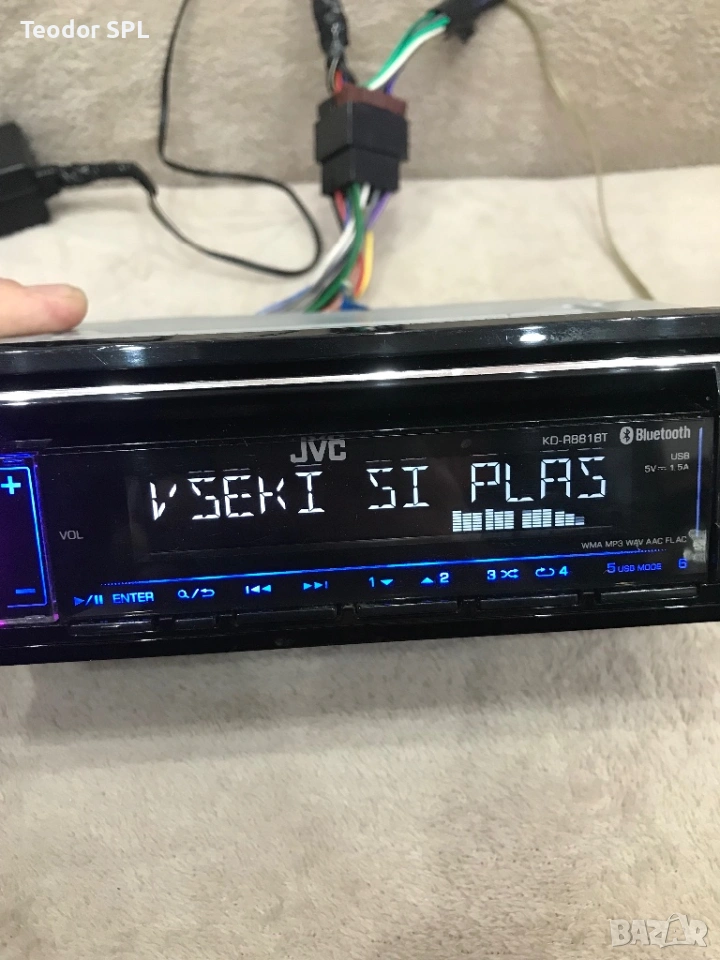 Teodor SPL
JVC
KD-R881BT Bluetooth
USB
5V 1.5A
VSEKI SI PLAS
VOL
WMA MP3 WAV AAC FLAC
ENTER 1 2 3 4 5 USB MODE 6
BAZAR